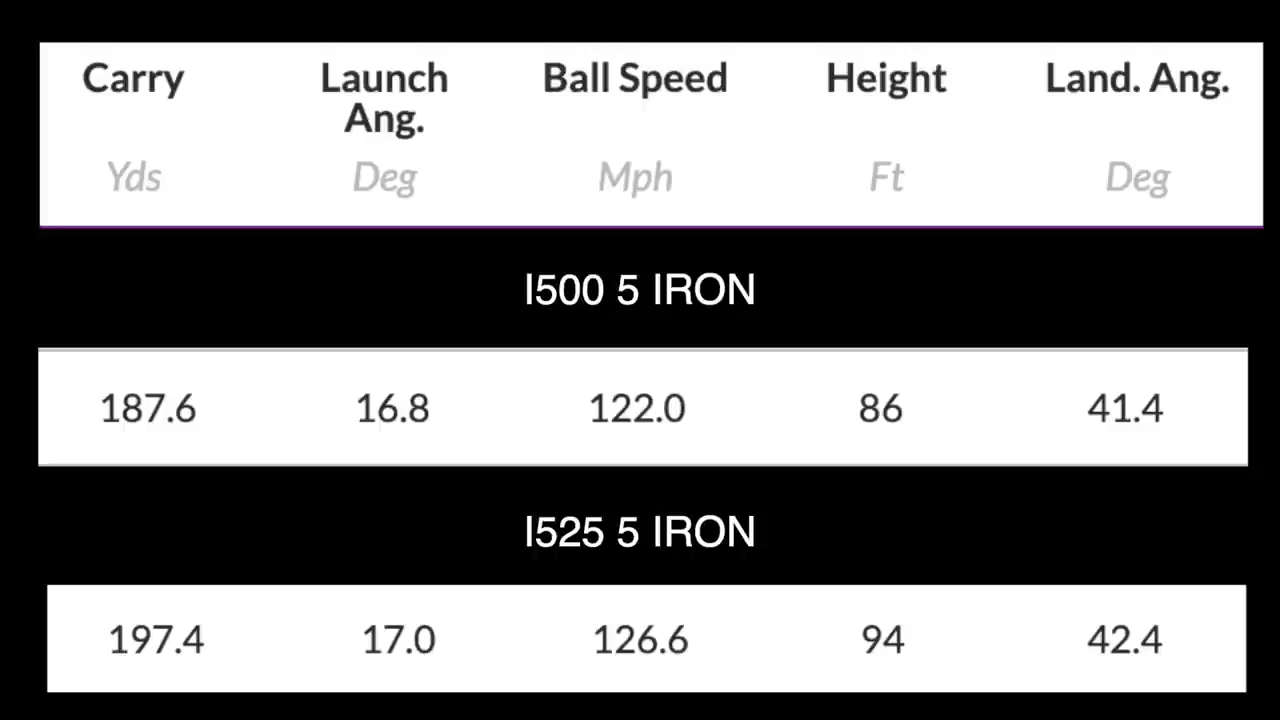 Carry Launch Ang. Ball Speed Height Land. Ang.
Yds Deg Mph Ft Deg
I500 5 IRON
187.6 16.8 122.0 86 41.4
I525 5 IRON
197.4 17.0 126.6 94 42.4